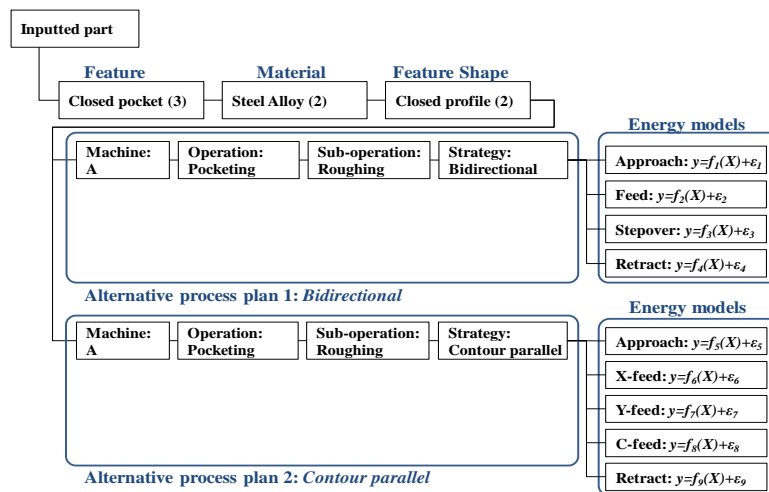 Inputted part
Feature
Material
Feature Shape
Closed pocket (3)
Steel Alloy (2)
Closed profile (2)
Energy models
Machine:
A
Operation:
Pocketing
Sub-operation:
Roughing
Strategy:
Bidirectional
Approach: y=f₁(X)+ε₁
Feed: y=f₂(X)+ε₂
Stepover: y=f₃(X)+ε₃
Retract: y=f₄(X)+ε₄
Alternative process plan 1: Bidirectional
Energy models
Machine:
A
Operation:
Pocketing
Sub-operation:
Roughing
Strategy:
Contour parallel
Approach: y=f₅(X)+ε₅
X-feed: y=f₆(X)+ε₆
Y-feed: y=f₇(X)+ε₇
C-feed: y=f₈(X)+ε₈
Retract: y=f₉(X)+ε₉
Alternative process plan 2: Contour parallel